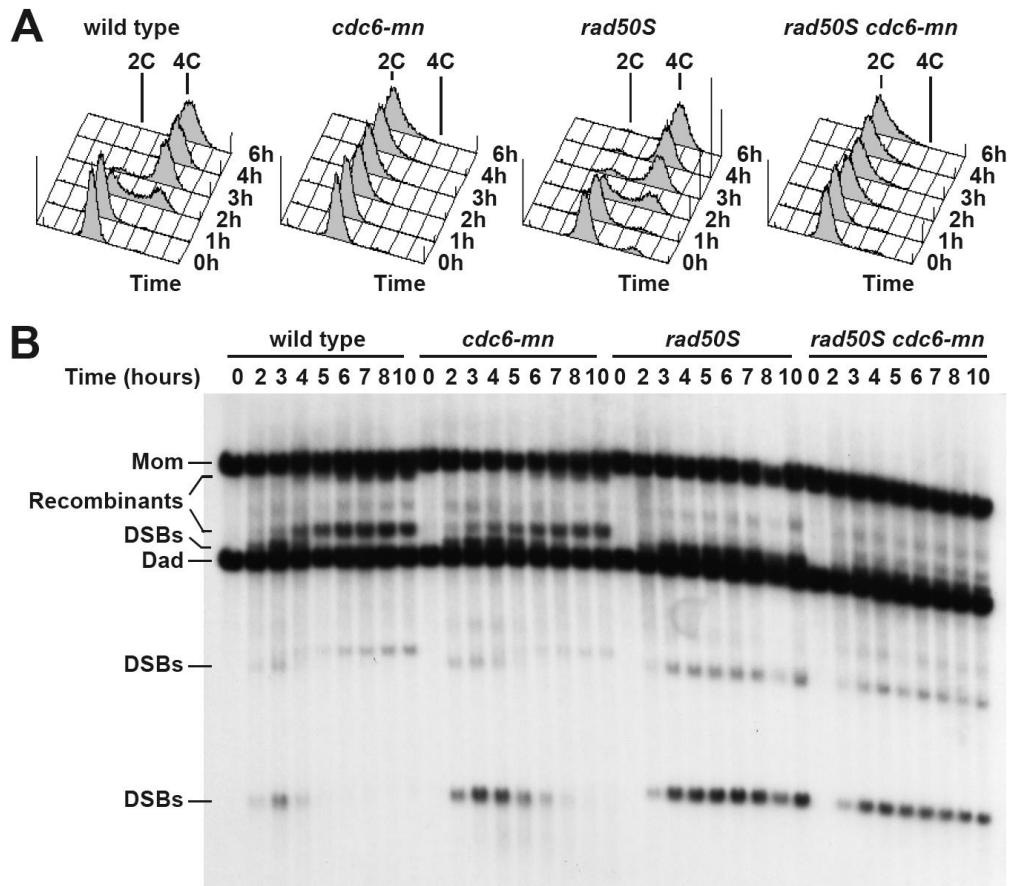 A
wild type cdc6-mn rad50S rad50S cdc6-mn
2C 4C 2C 4C 2C 4C 2C 4C
6h 6h 6h 6h
4h 4h 4h 4h
3h 3h 3h 3h
2h 2h 2h 2h
1h 1h 1h 1h
0h 0h 0h 0h
Time Time Time Time
B
wild type cdc6-mn rad50S rad50S cdc6-mn
Time (hours) 0 2 3 4 5 6 7 8 10 0 2 3 4 5 6 7 8 10 0 2 3 4 5 6 7 8 10 0 2 3 4 5 6 7 8 10
Mom
Recombinants
DSBs
Dad
DSBs
DSBs